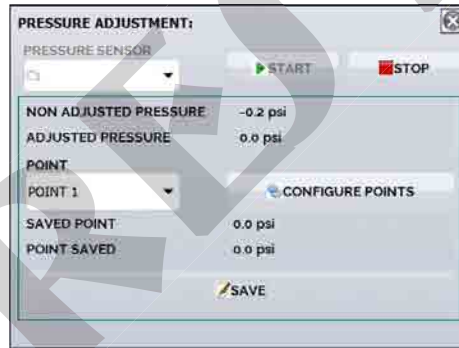 PRESSURE ADJUSTMENT:
PRESSURE SENSOR
START
STOP
NON ADJUSTED PRESSURE -0.2 psi
ADJUSTED PRESSURE 0.0 psi
POINT
POINT 1
CONFIGURE POINTS
SAVED POINT 0.0 psi
POINT SAVED 0.0 psi
SAVE